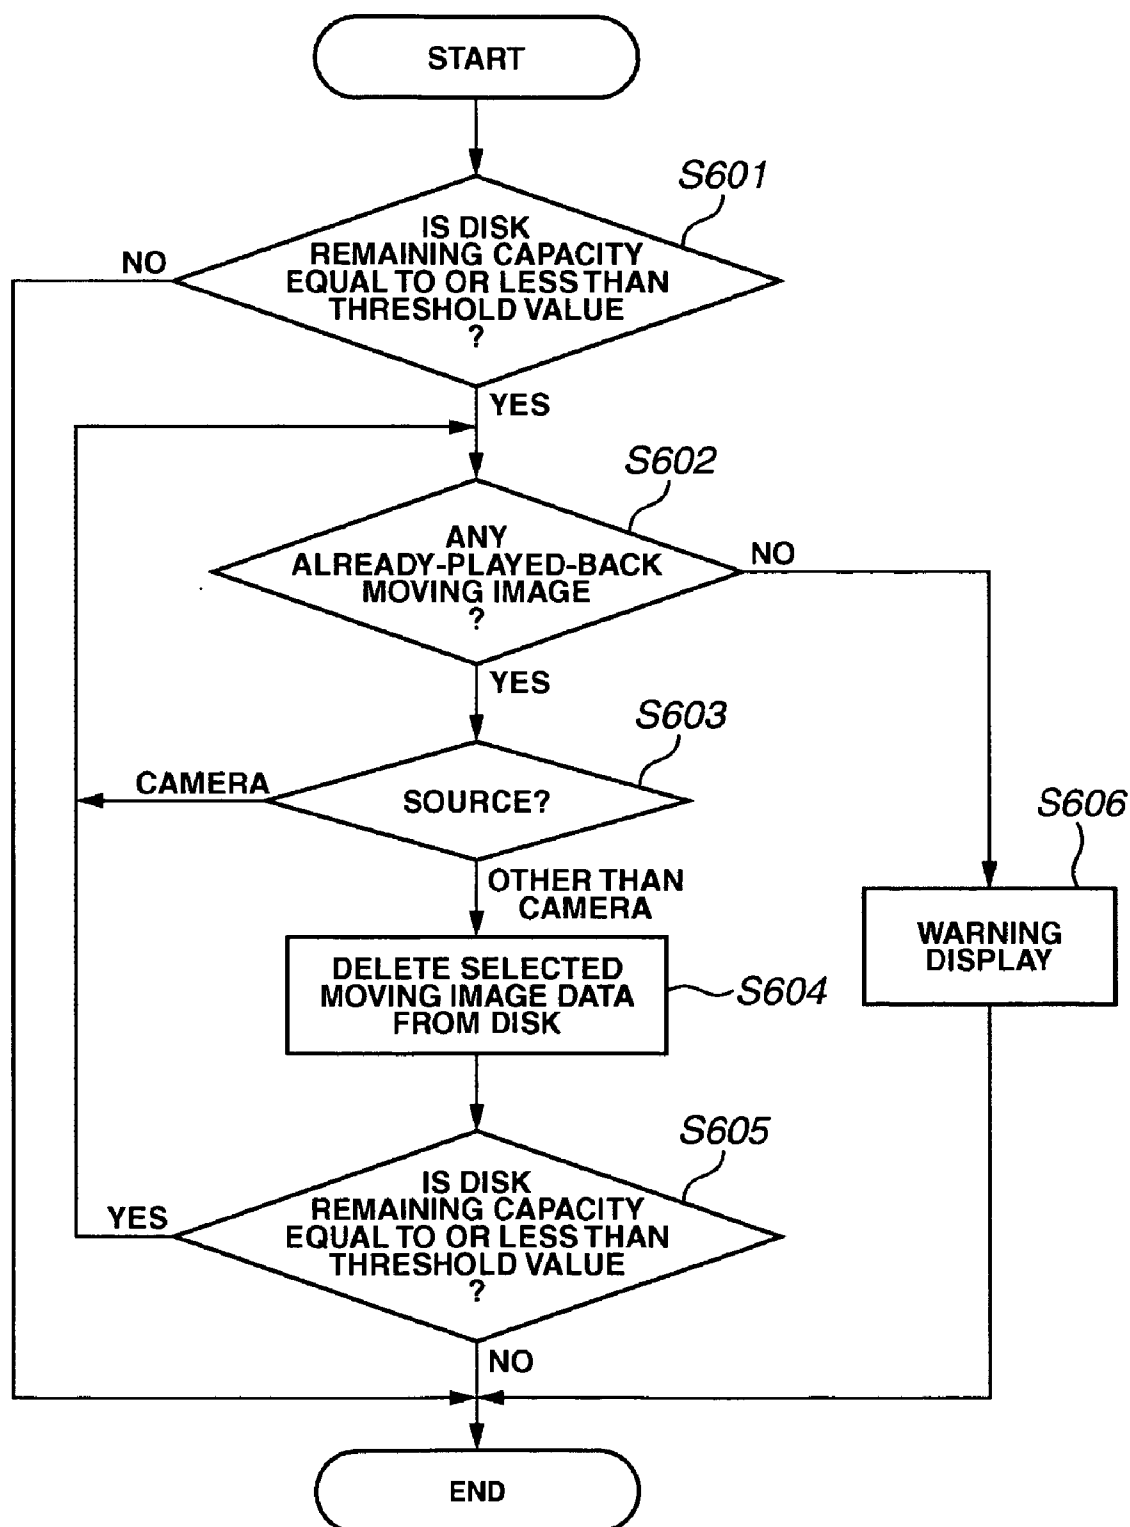 START
S601
IS DISK
REMAINING CAPACITY
EQUAL TO OR LESS THAN
THRESHOLD VALUE
?
NO
YES
S602
ANY
ALREADY-PLAYED-BACK
MOVING IMAGE
?
NO
YES
S603
CAMERA
SOURCE?
S606
OTHER THAN
CAMERA
WARNING
DISPLAY
DELETE SELECTED
MOVING IMAGE DATA
FROM DISK
S604
S605
IS DISK
REMAINING CAPACITY
EQUAL TO OR LESS THAN
THRESHOLD VALUE
?
YES
NO
END